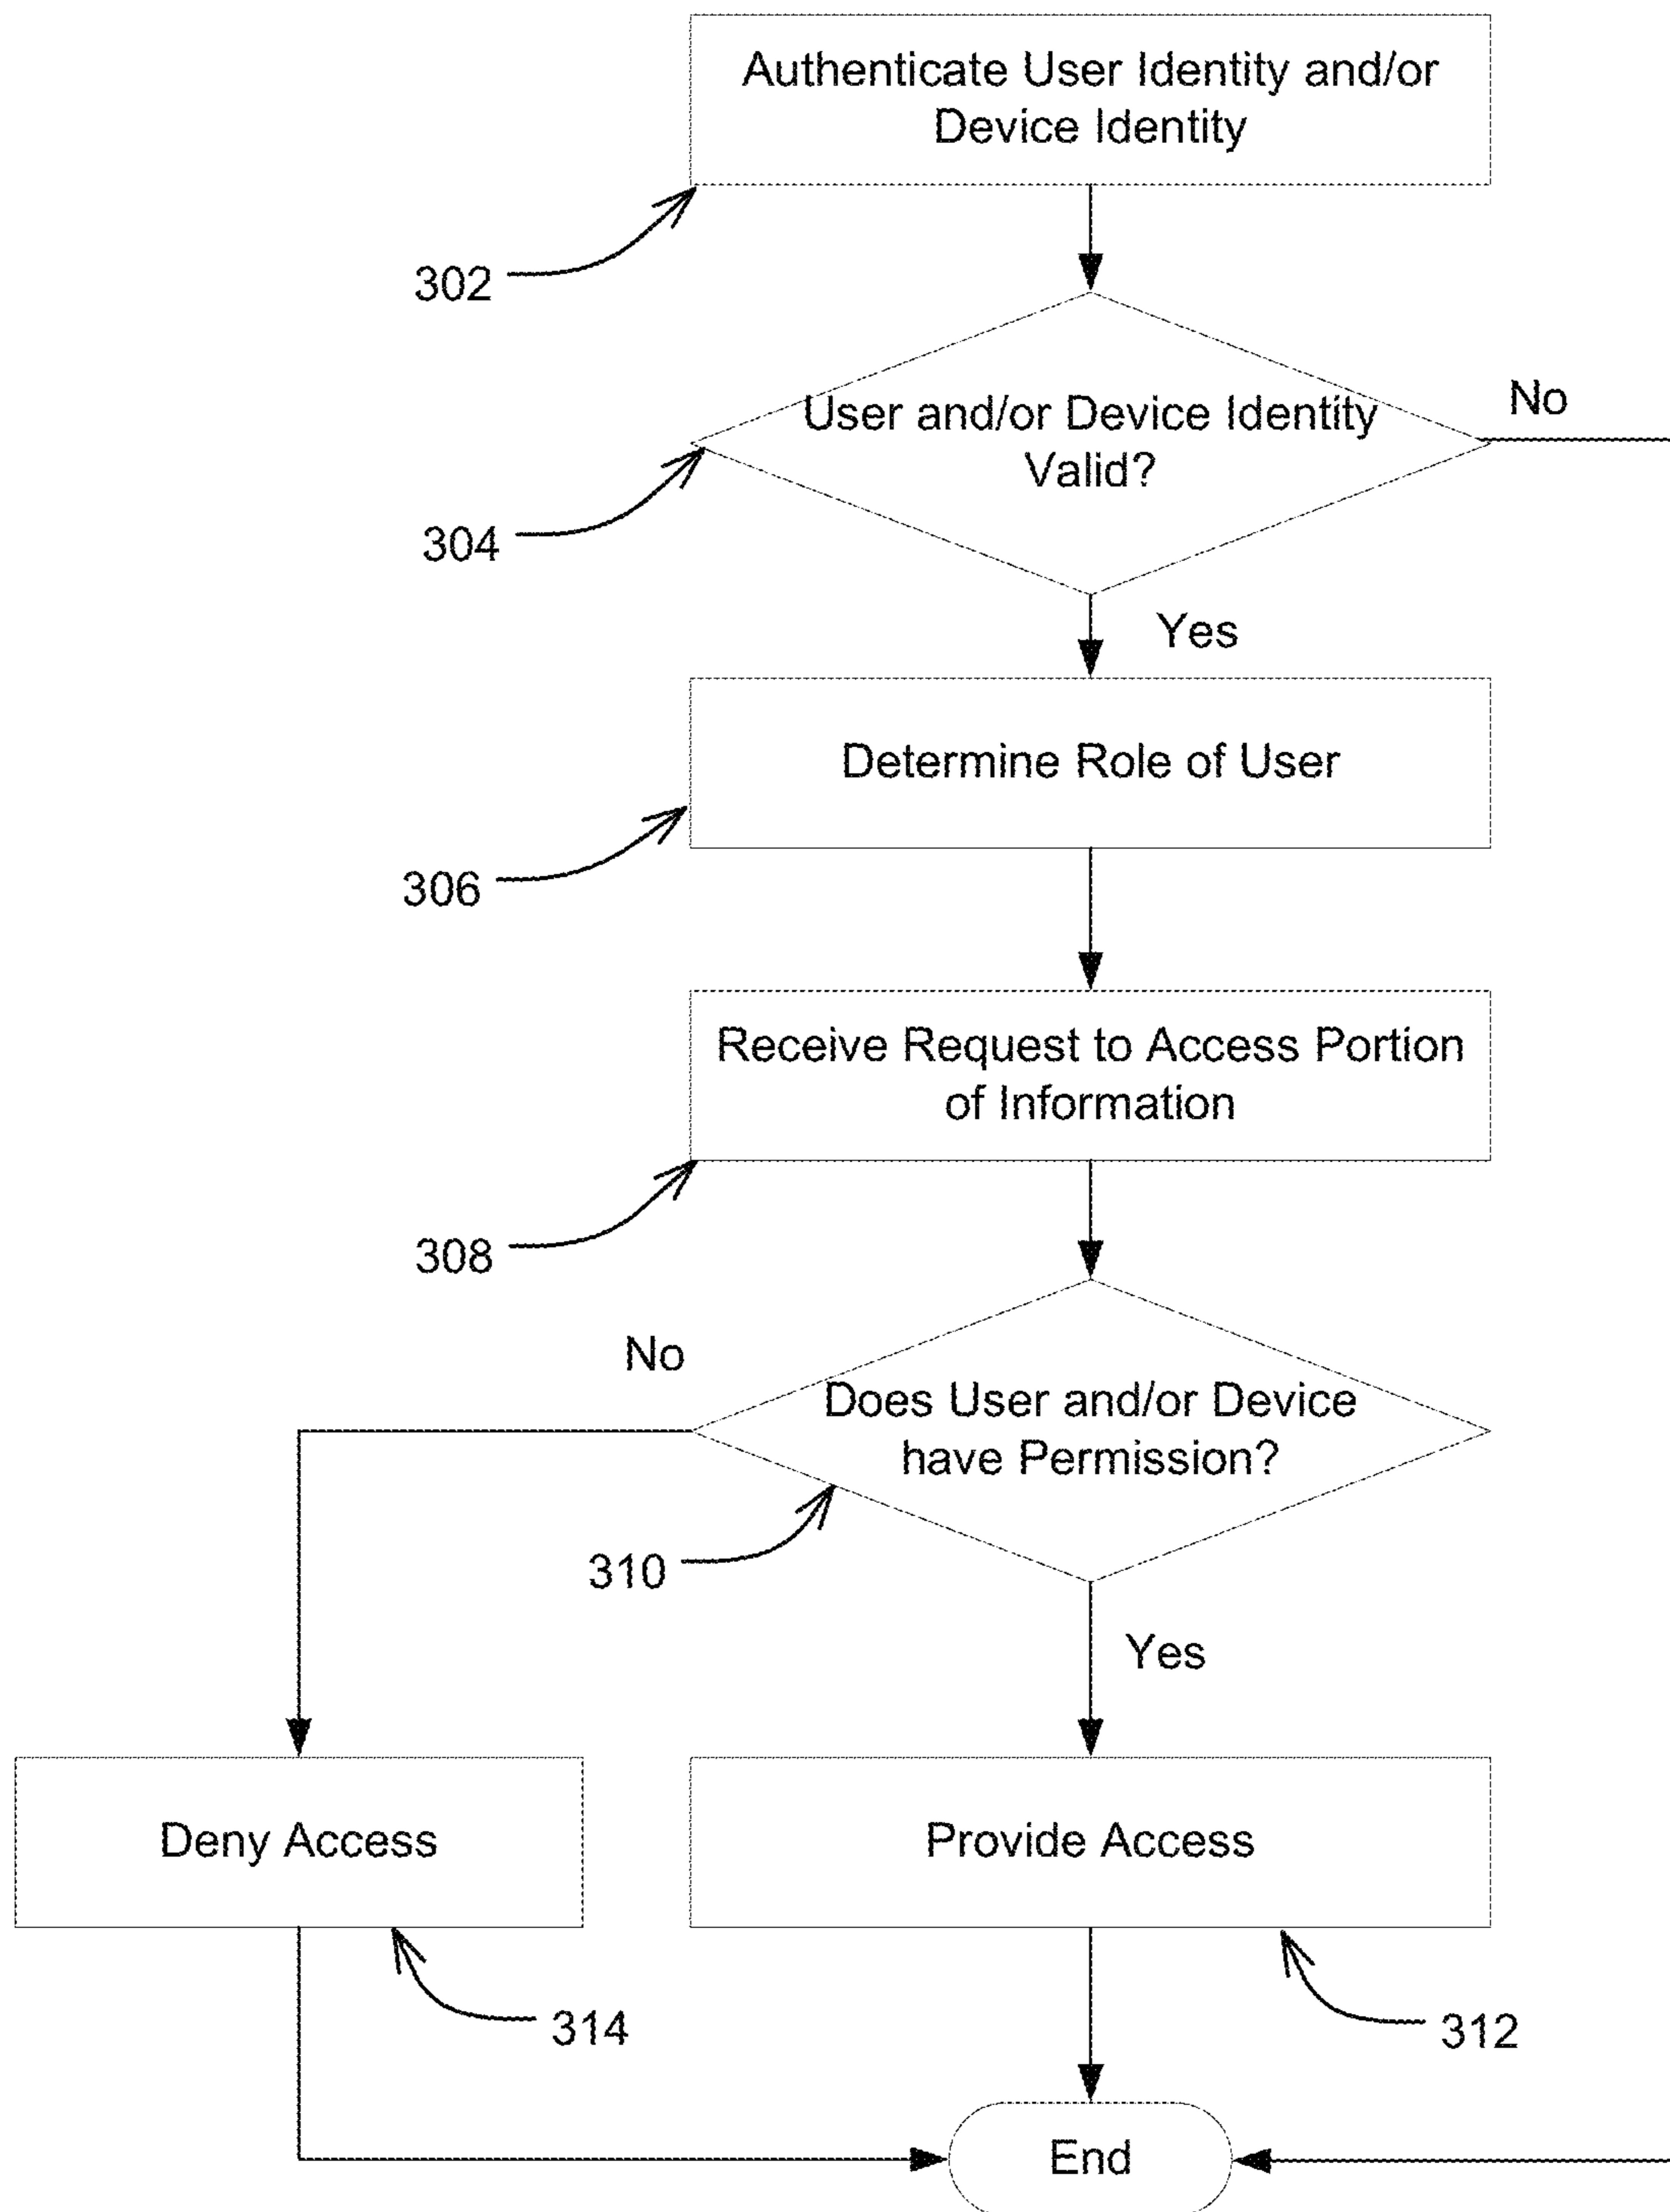 Authenticate User Identity and/or
Device Identity
302
User and/or Device Identity
Valid?
No
304
Yes
Determine Role of User
306
Receive Request to Access Portion
of Information
308
No
Does User and/or Device
have Permission?
310
Yes
Deny Access
Provide Access
314
312
End